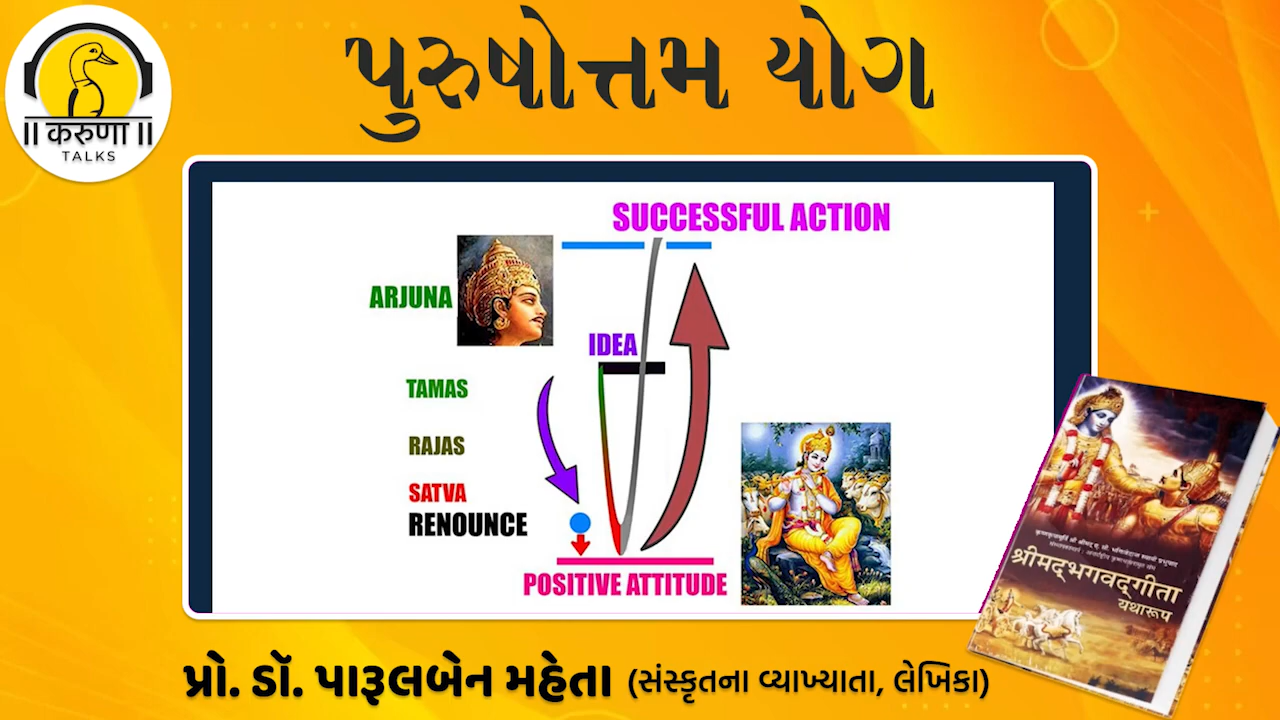 પુરુષોત્તમ યોગ
|| करुणा ||
TALKS
SUCCESSFUL ACTION
ARJUNA
IDEA
TAMAS
RAJAS
SATVA
RENOUNCE
POSITIVE ATTITUDE
श्रीमद्‌भगवद्‌गीता
यथारूप
પ્રો. ડૉ. પારૂલબેન મહેતા (સંસ્કૃતના વ્યાખ્યાતા, લેખિકા)